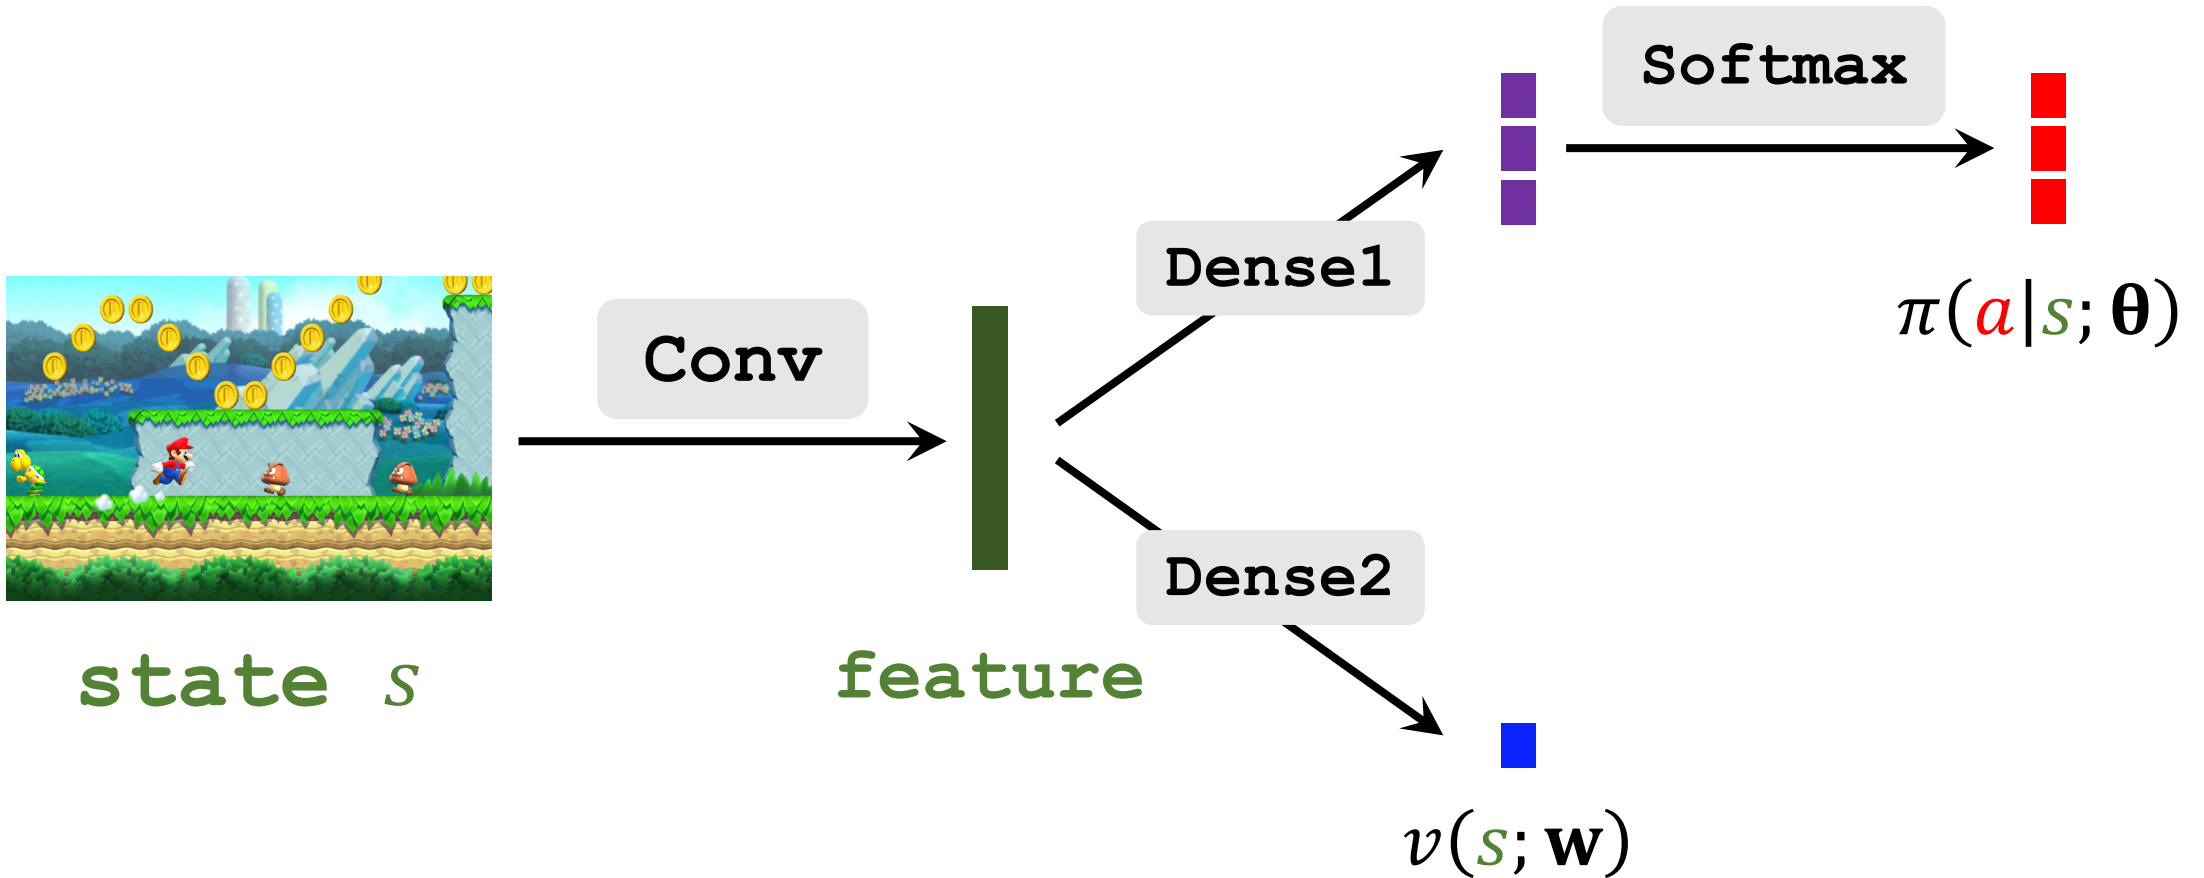 Softmax
Dense1
π(a|s; θ)
Conv
Dense2
state s
feature
v(s; w)